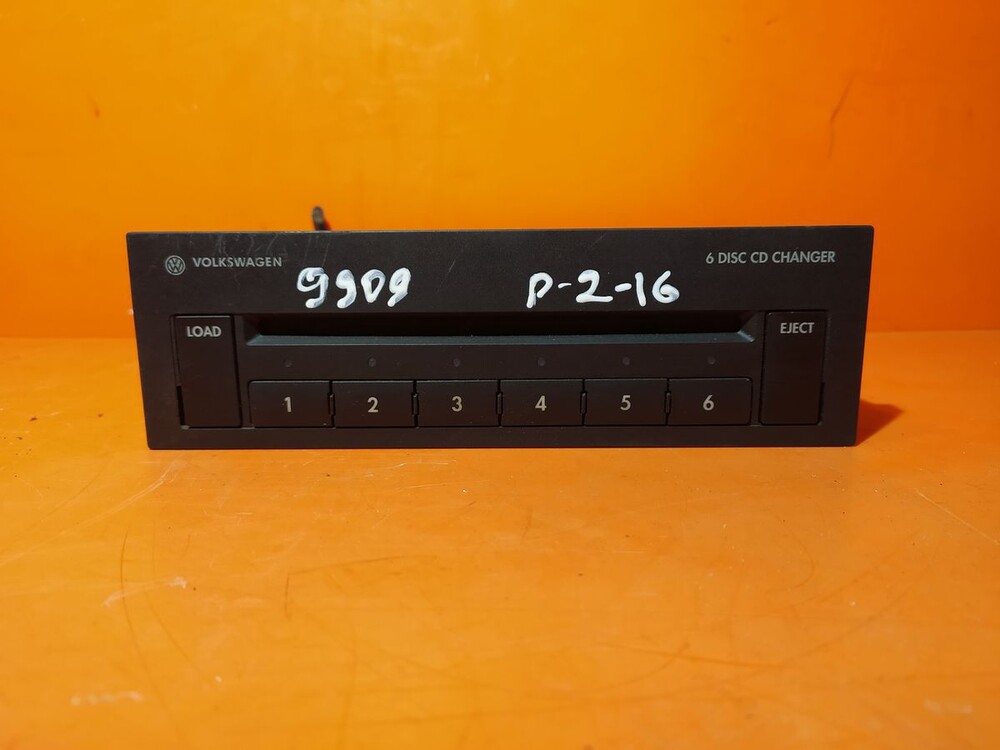 VOLKSWAGEN 6 DISC CD CHANGER
9909 P-2-16
LOAD EJECT
1 2 3 4 5 6